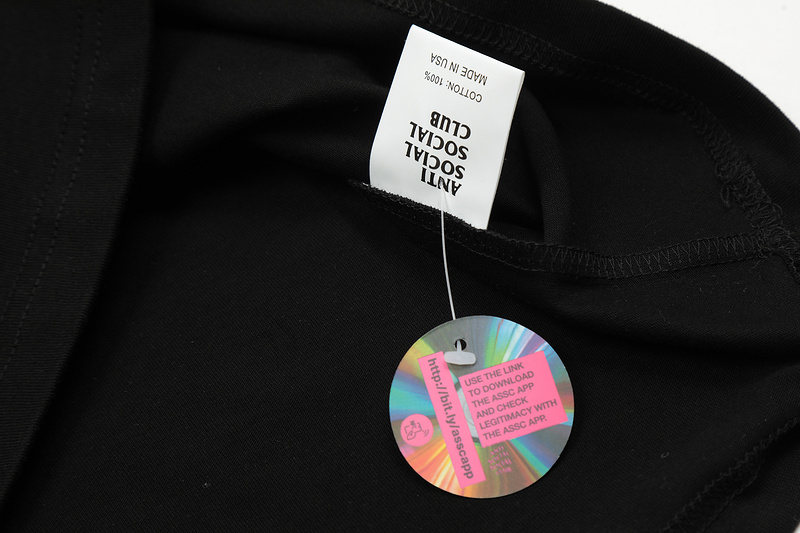 ANTI
SOCIAL
SOCIAL
CLUB
COTTON: 100%
MADE IN USA
http://bit.ly/asscapp
USE THE LINK
TO DOWNLOAD
THE ASSC APP
AND CHECK
LEGITIMACY WITH
THE ASSC APP.